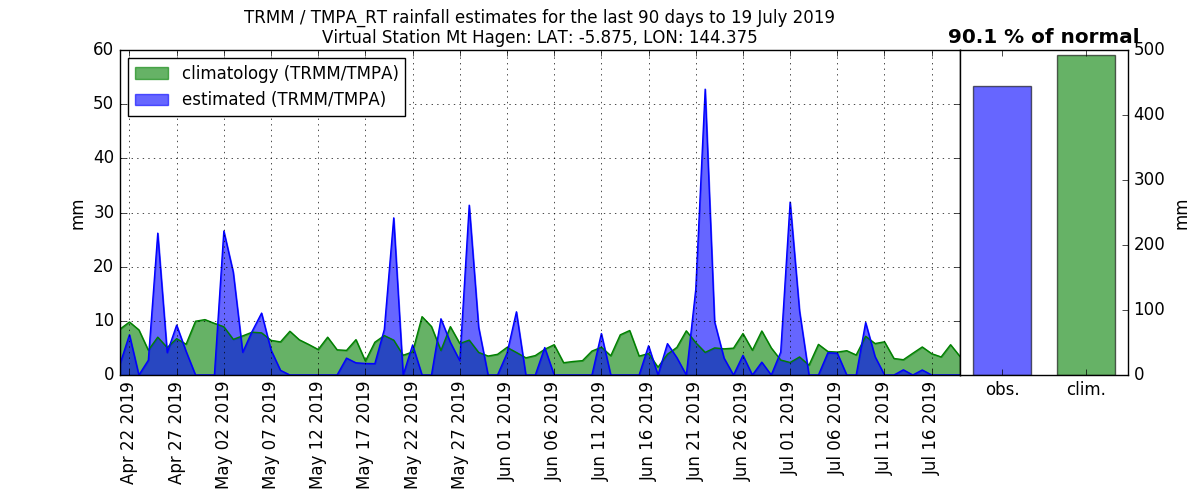 TRMM / TMPA_RT rainfall estimates for the last 90 days to 19 July 2019
Virtual Station Mt Hagen: LAT: -5.875, LON: 144.375
90.1 % of normal
climatology (TRMM/TMPA)
estimated (TRMM/TMPA)
60
50
40
30
20
10
0
mm
Apr 22 2019
Apr 27 2019
May 02 2019
May 07 2019
May 12 2019
May 17 2019
May 22 2019
May 27 2019
Jun 01 2019
Jun 06 2019
Jun 11 2019
Jun 16 2019
Jun 21 2019
Jun 26 2019
Jul 01 2019
Jul 06 2019
Jul 11 2019
Jul 16 2019
obs.
clim.
500
400
300
200
100
0
mm